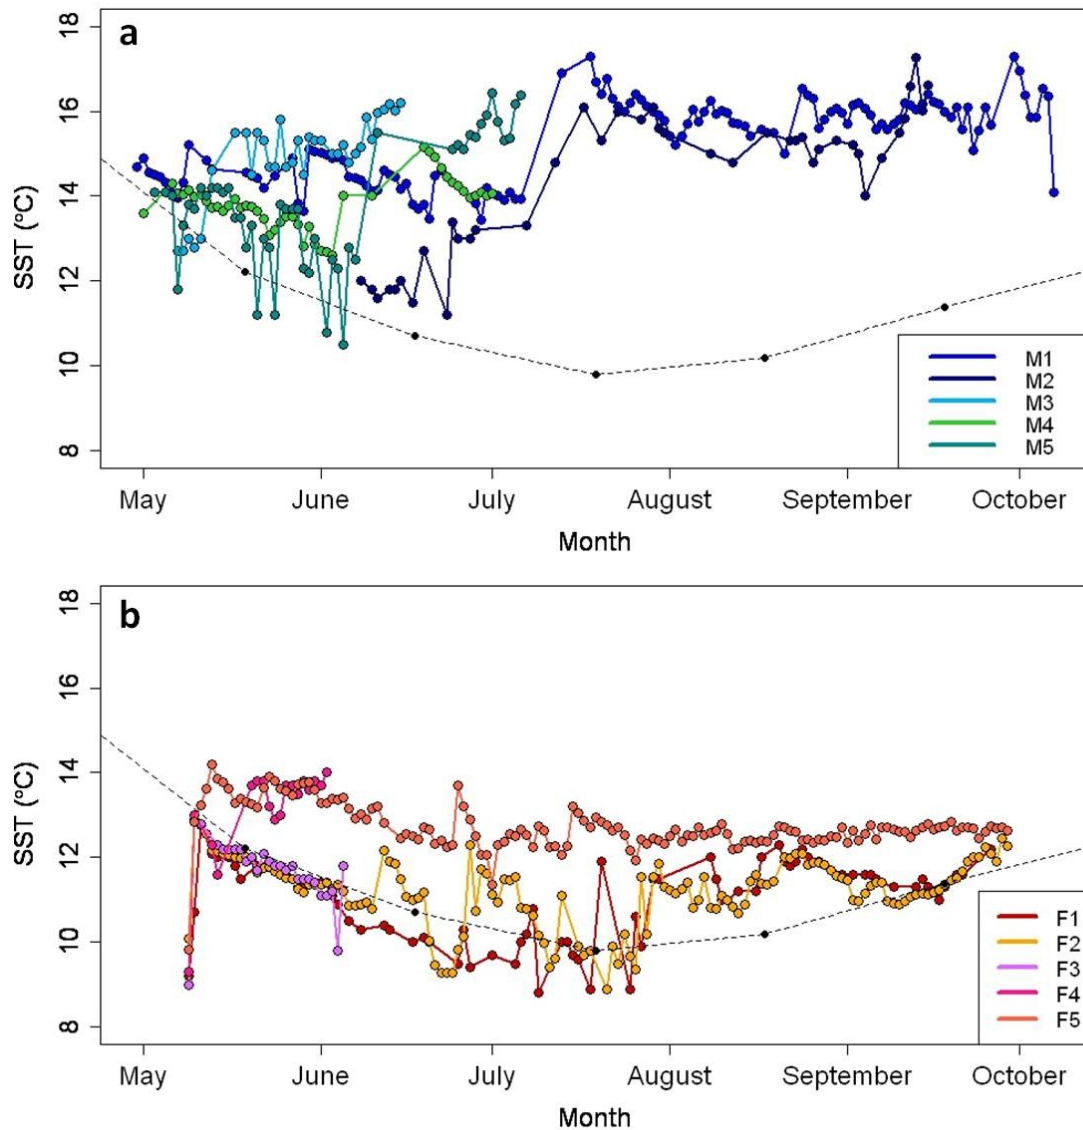 a
18
16
14
12
10
8
SST (°C)
May June July August September October
Month
M1
M2
M3
M4
M5
b
18
16
14
12
10
8
SST (°C)
May June July August September October
Month
F1
F2
F3
F4
F5